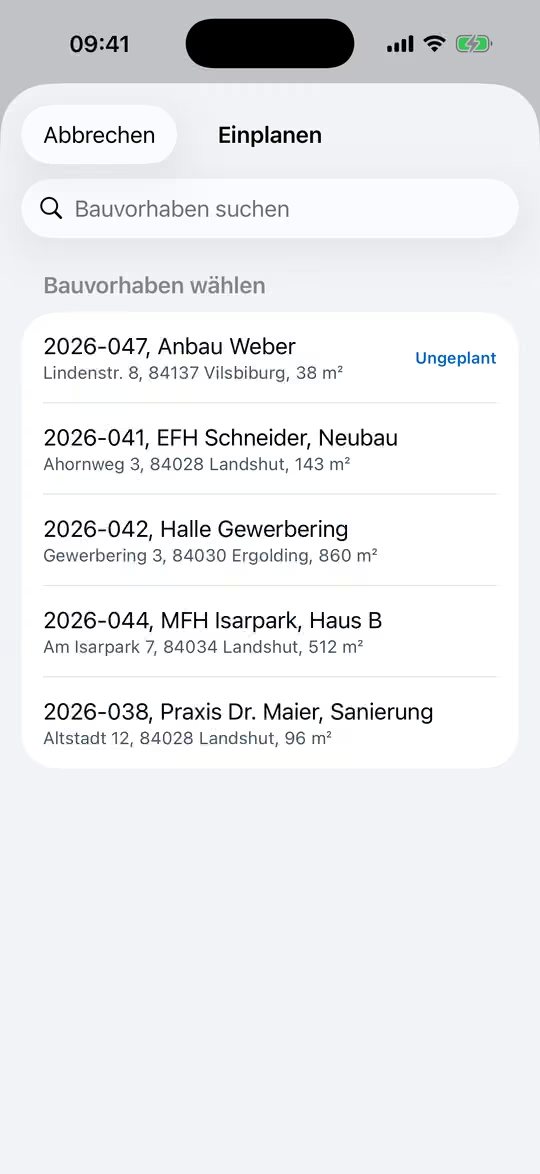 09:41
Abbrechen
Einplanen
Bauvorhaben suchen
Bauvorhaben wählen
2026-047, Anbau Weber
Lindenstr. 8, 84137 Vilsbiburg, 38 m²
Ungeplant
2026-041, EFH Schneider, Neubau
Ahornweg 3, 84028 Landshut, 143 m²
2026-042, Halle Gewerbering
Gewerbering 3, 84030 Ergolding, 860 m²
2026-044, MFH Isarpark, Haus B
Am Isarpark 7, 84034 Landshut, 512 m²
2026-038, Praxis Dr. Maier, Sanierung
Altstadt 12, 84028 Landshut, 96 m²